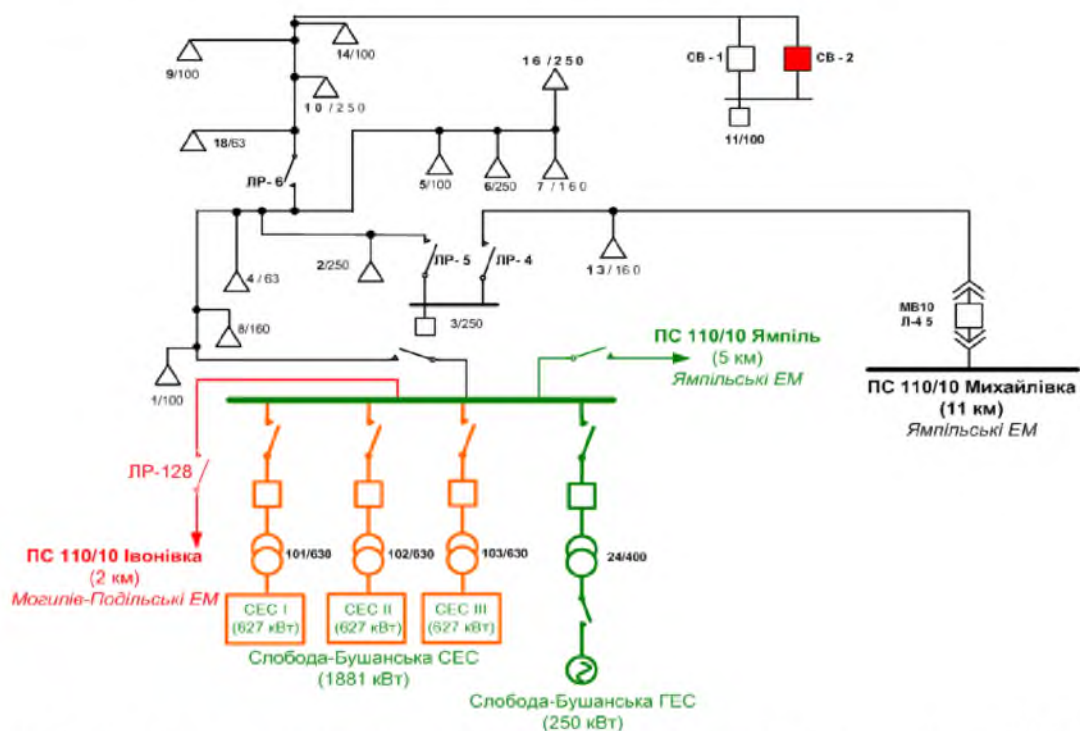 14/100
9/100
16/250
СВ - 1
СВ - 2
10/250
11/100
18/63
5/100
6/250
7/160
ЛР- 6
4/63
2/250
ЛР- 5
ЛР- 4
13/160
МВ10
Л-4 5
8/160
3/250
ПС 110/10 Ямпіль
(5 км)
Ямпільські ЕМ
1/100
ПС 110/10 Михайлівка
(11 км)
Ямпільські ЕМ
ЛР-128
ПС 110/10 Івонівка
(2 км)
Могилів-Подільські ЕМ
101/630
102/630
103/630
24/400
СЕС I
(627 кВт)
СЕС II
(627 кВт)
СЕС III
(627 кВт)
Слобода-Бушанська СЕС
(1881 кВт)
Слобода-Бушанська ГЕС
(250 кВт)